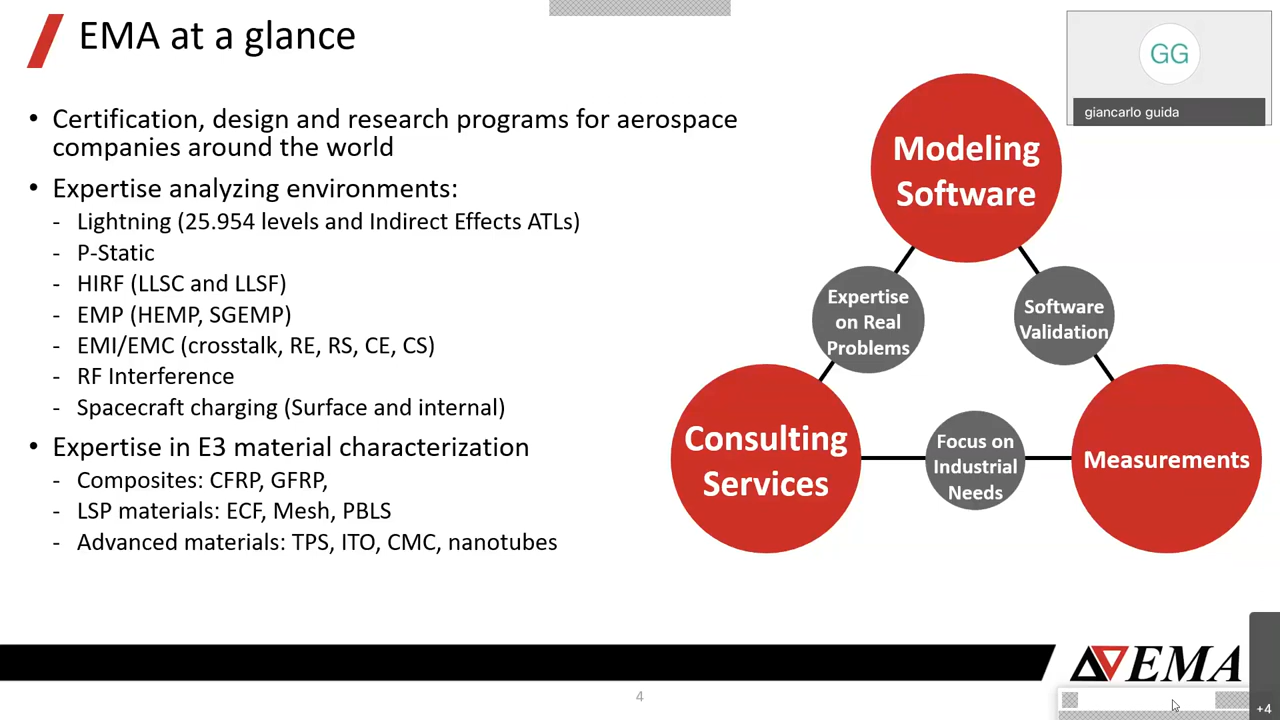 EMA at a glance
GG
giancarlo guida
• Certification, design and research programs for aerospace
companies around the world
• Expertise analyzing environments:
- Lightning (25.954 levels and Indirect Effects ATLs)
- P-Static
- HIRF (LLSC and LLSF)
- EMP (HEMP, SGEMP)
- EMI/EMC (crosstalk, RE, RS, CE, CS)
- RF Interference
- Spacecraft charging (Surface and internal)
• Expertise in E3 material characterization
- Composites: CFRP, GFRP,
- LSP materials: ECF, Mesh, PBLS
- Advanced materials: TPS, ITO, CMC, nanotubes
Modeling
Software
Expertise
on Real
Problems
Software
Validation
Consulting
Services
Focus on
Industrial
Needs
Measurements
EMA
4
+4